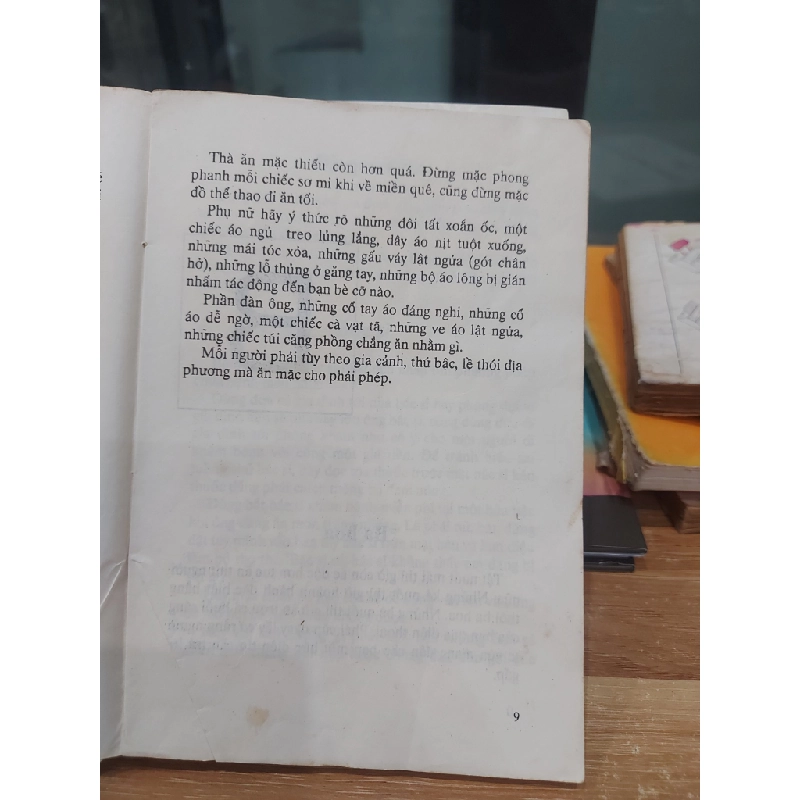 Thà ăn mặc thiếu còn hơn quá. Đừng mặc phong
phanh mỗi chiếc sơ mi khi về miền quê, cũng đừng mặc
đồ thể thao đi ăn tối.
Phụ nữ hãy ý thức rõ những đôi tất xoắn ốc, một
chiếc áo ngủ treo lủng lẳng, dây áo nịt tuột xuống,
những mái tóc xỏa, những gấu váy lật ngửa (gót chân
hở), những lỗ thủng ở găng tay, những bộ áo lông bị gián
nhấm tác động đến bạn bè cỡ nào.
Phần đàn ông, những cổ tay áo đáng nghi, những cổ
áo dễ ngờ, một chiếc cà vạt tã, những ve áo lật ngửa,
những chiếc túi căng phồng chẳng ăn nhằm gì.
Mỗi người phải tùy theo gia cảnh, thứ bậc, lề thói địa
phương mà ăn mặc cho phải phép.
9